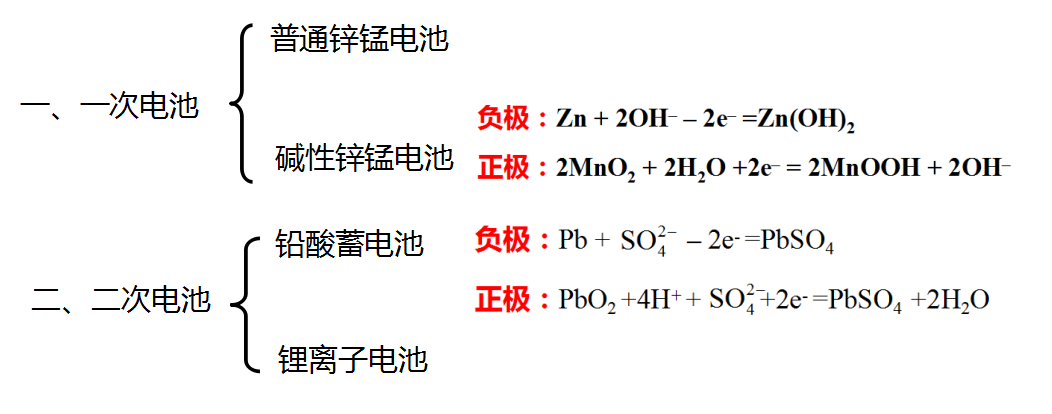 普通锌锰电池
一、一次电池
负极：Zn + 2OH⁻ – 2e⁻ =Zn(OH)₂
碱性锌锰电池
正极：2MnO₂ + 2H₂O +2e⁻ = 2MnOOH + 2OH⁻
铅酸蓄电池 负极：Pb + SO₄²⁻ – 2e⁻ =PbSO₄
二、二次电池
正极：PbO₂ +4H⁺ + SO₄²⁻+2e⁻ =PbSO₄ +2H₂O
锂离子电池